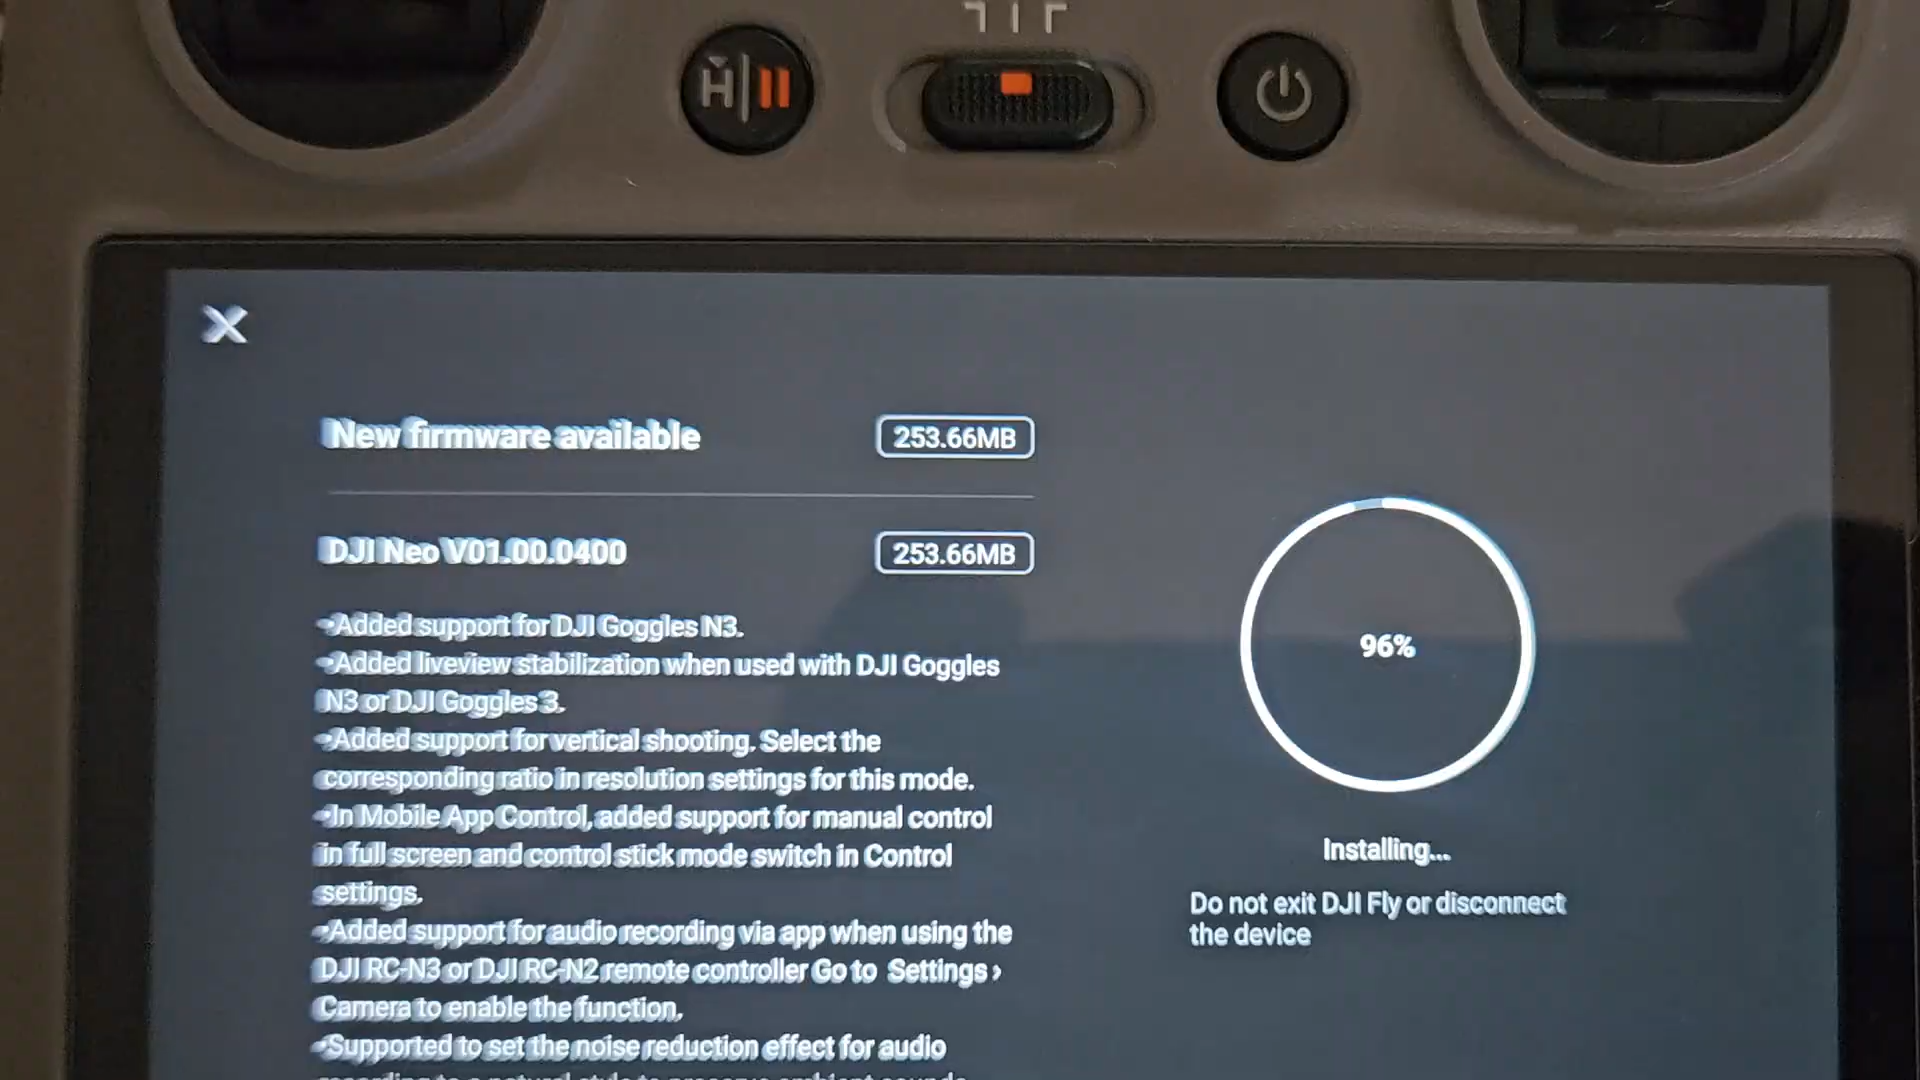 H
New firmware available
253.66MB
DJI Neo V01.00.0400
253.66MB
•Added support for DJI Goggles N3.
•Added liveview stabilization when used with DJI Goggles
N3 or DJI Goggles 3.
•Added support for vertical shooting. Select the
corresponding ratio in resolution settings for this mode.
•In Mobile App Control, added support for manual control
in full screen and control stick mode switch in Control
settings.
•Added support for audio recording via app when using the
DJI RC-N3 or DJI RC-N2 remote controller Go to Settings ›
Camera to enable the function.
•Supported to set the noise reduction effect for audio
96%
Installing...
Do not exit DJI Fly or disconnect
the device